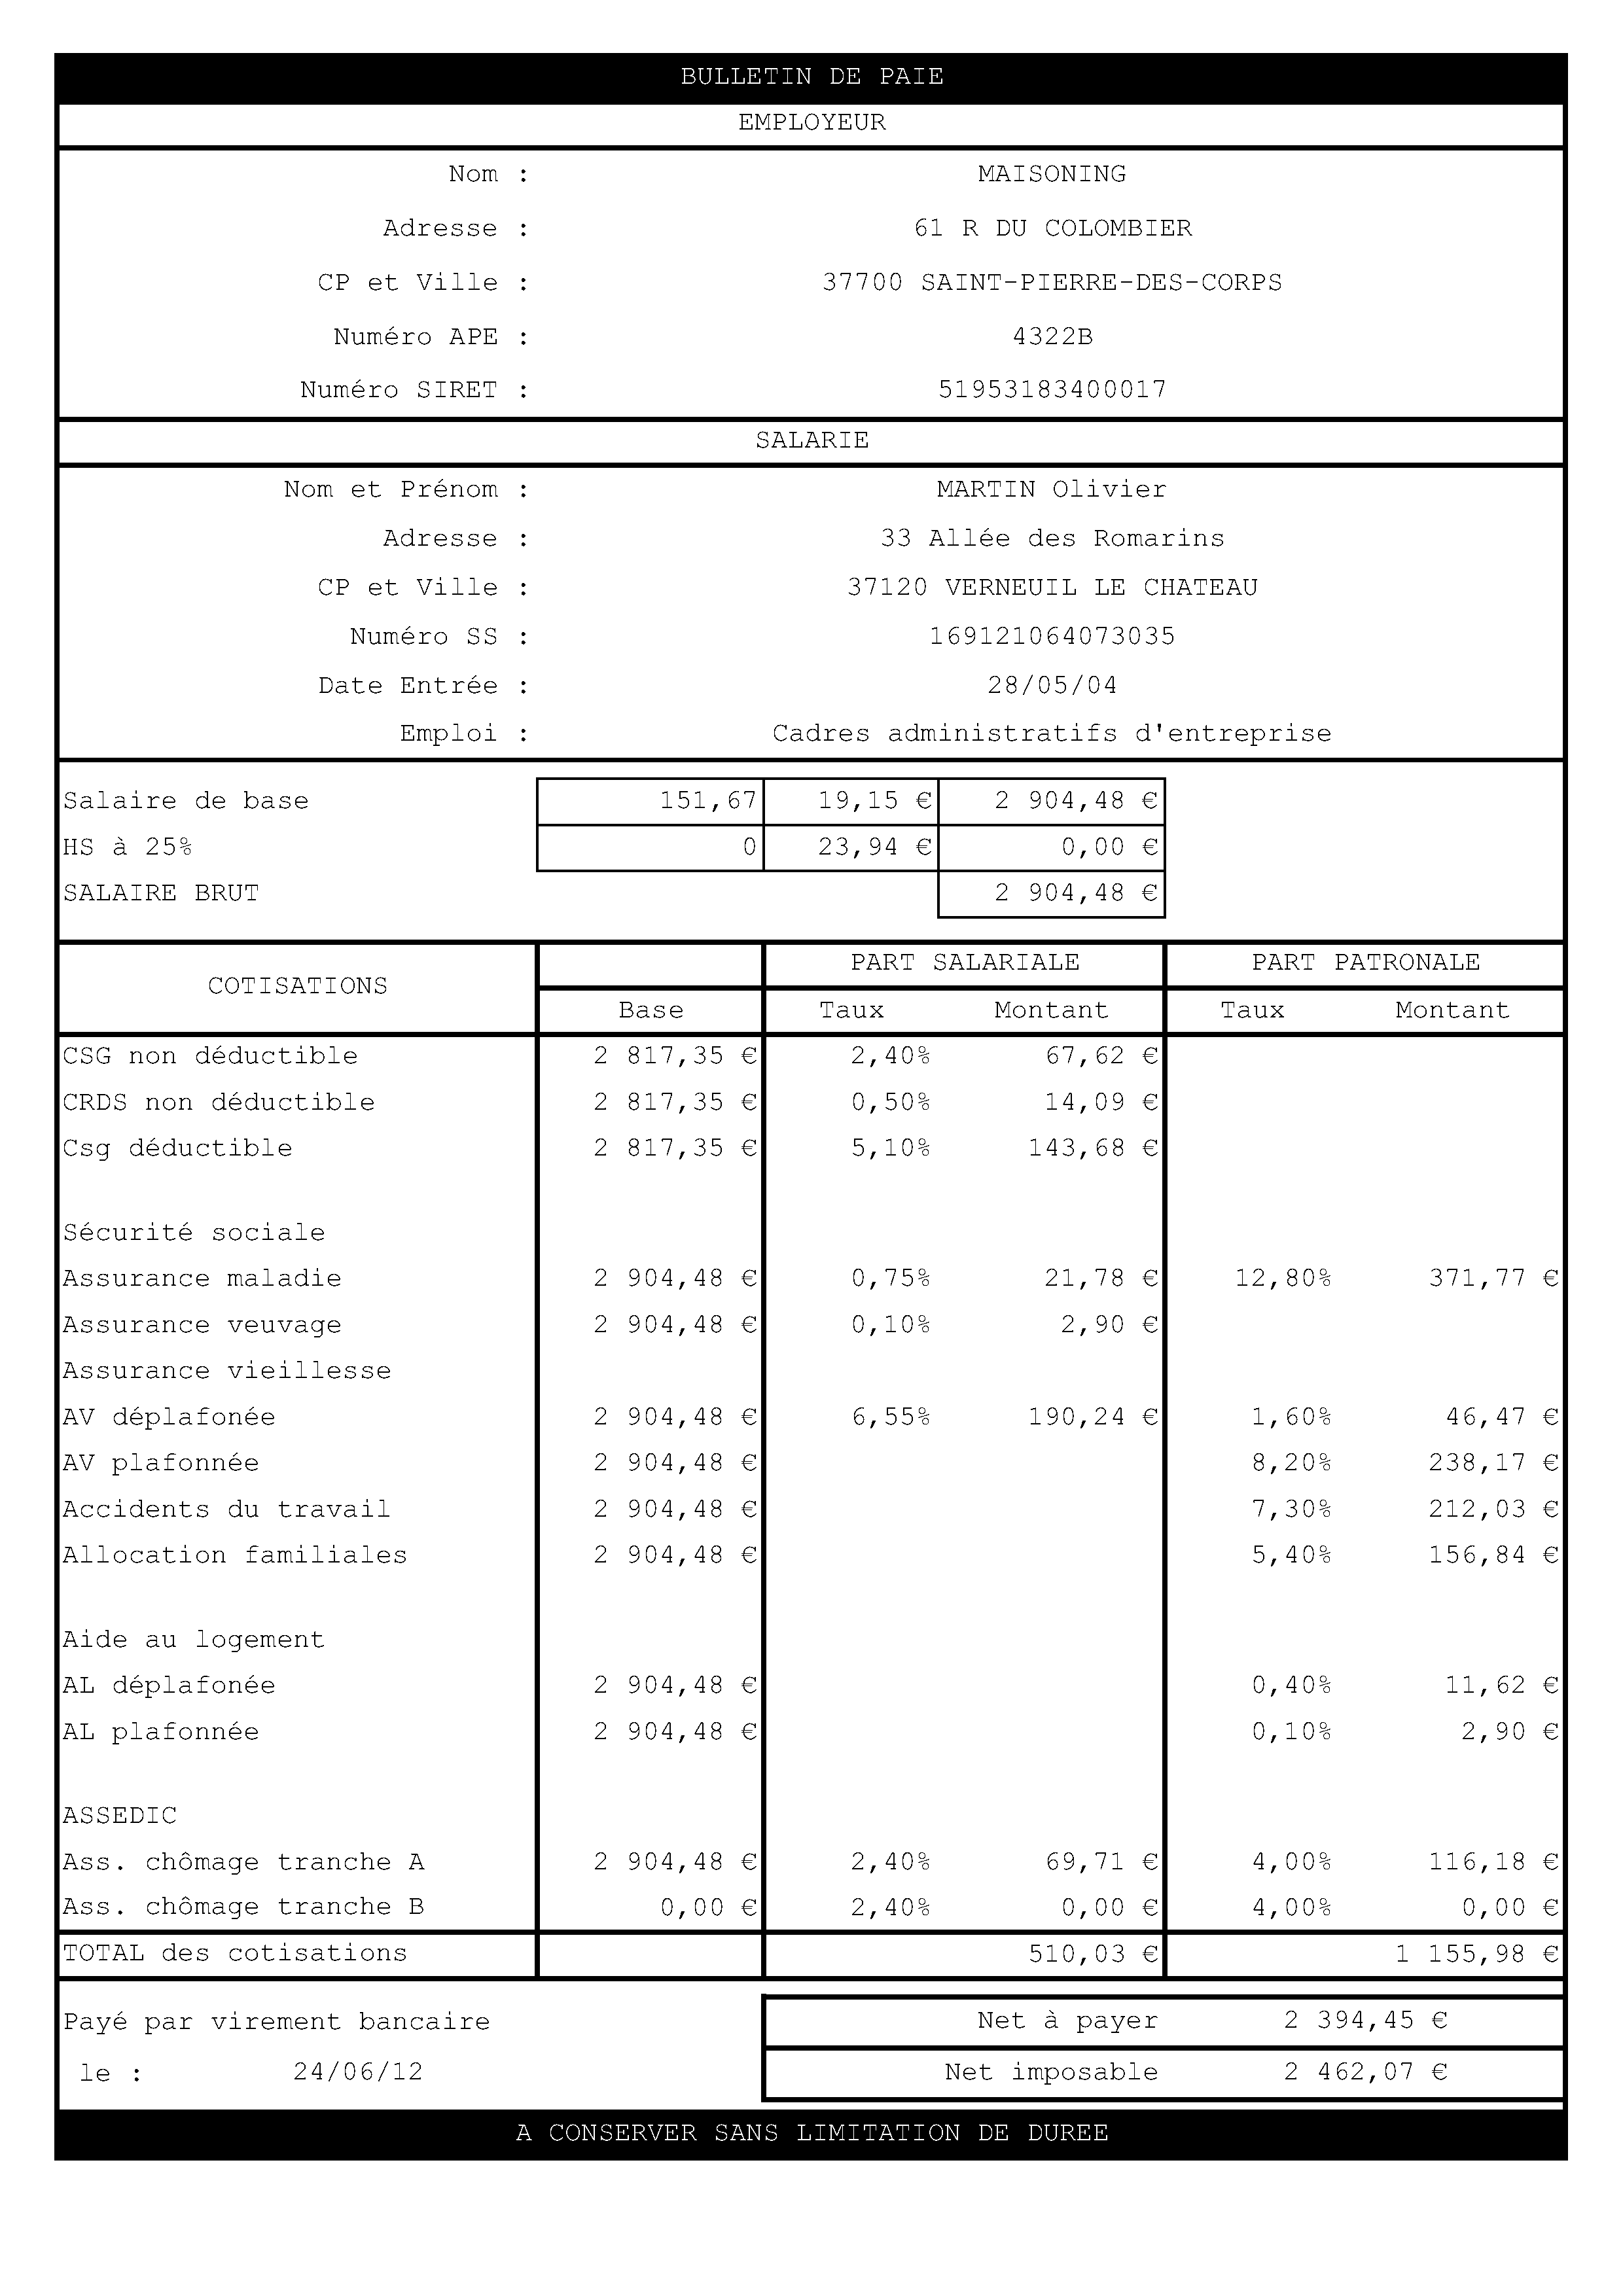 BULLETIN DE PAIE
EMPLOYEUR
Nom : MAISONING
Adresse : 61 R DU COLOMBIER
CP et Ville : 37700 SAINT-PIERRE-DES-CORPS
Numéro APE : 4322B
Numéro SIRET : 51953183400017
SALARIE
Nom et Prénom : MARTIN Olivier
Adresse : 33 Allée des Romarins
CP et Ville : 37120 VERNEUIL LE CHATEAU
Numéro SS : 169121064073035
Date Entrée : 28/05/04
Emploi : Cadres administratifs d'entreprise
Salaire de base 151,67 19,15 € 2 904,48 €
HS à 25% 0 23,94 € 0,00 €
SALAIRE BRUT 2 904,48 €
COTISATIONS PART SALARIALE PART PATRONALE
Base Taux Montant Taux Montant
CSG non déductible 2 817,35 € 2,40% 67,62 €
CRDS non déductible 2 817,35 € 0,50% 14,09 €
Csg déductible 2 817,35 € 5,10% 143,68 €
Sécurité sociale
Assurance maladie 2 904,48 € 0,75% 21,78 € 12,80% 371,77 €
Assurance veuvage 2 904,48 € 0,10% 2,90 €
Assurance vieillesse
AV déplafonée 2 904,48 € 6,55% 190,24 € 1,60% 46,47 €
AV plafonnée 2 904,48 € 8,20% 238,17 €
Accidents du travail 2 904,48 € 7,30% 212,03 €
Allocation familiales 2 904,48 € 5,40% 156,84 €
Aide au logement
AL déplafonée 2 904,48 € 0,40% 11,62 €
AL plafonnée 2 904,48 € 0,10% 2,90 €
ASSEDIC
Ass. chômage tranche A 2 904,48 € 2,40% 69,71 € 4,00% 116,18 €
Ass. chômage tranche B 0,00 € 2,40% 0,00 € 4,00% 0,00 €
TOTAL des cotisations 510,03 € 1 155,98 €
Payé par virement bancaire Net à payer 2 394,45 €
le : 24/06/12 Net imposable 2 462,07 €
A CONSERVER SANS LIMITATION DE DUREE